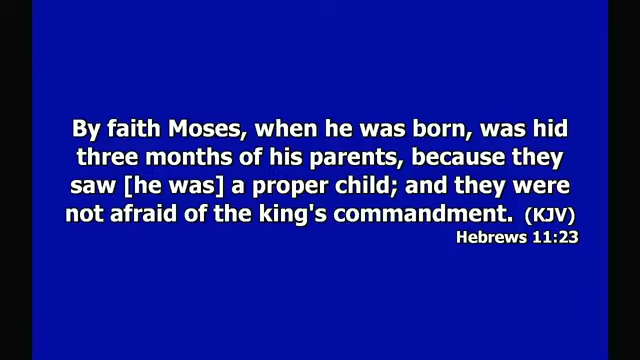 By faith Moses, when he was born, was hid
three months of his parents, because they
saw [he was] a proper child; and they were
not afraid of the king's commandment. (KJV)
Hebrews 11:23